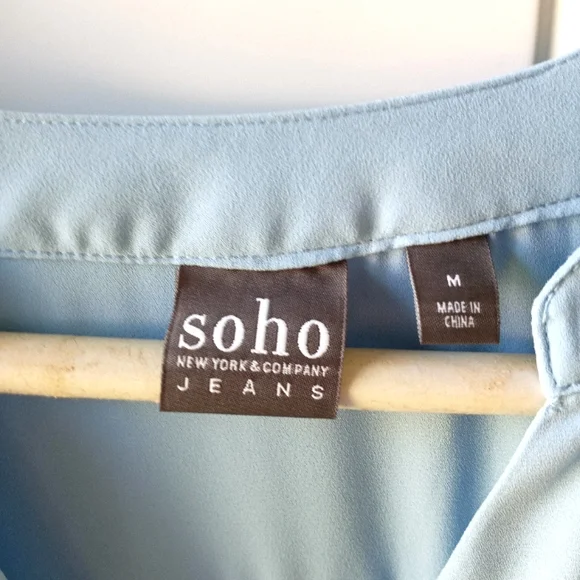 soho
NEW YORK & COMPANY
JEANS
M
MADE IN
CHINA